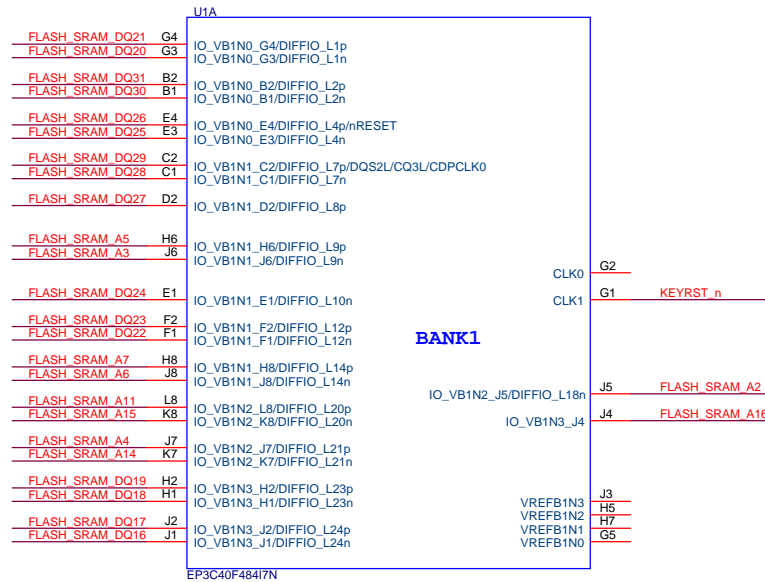 U1A
FLASH_SRAM_DQ21 G4 IO_VB1N0_G4/DIFFIO_L1p
FLASH_SRAM_DQ20 G3 IO_VB1N0_G3/DIFFIO_L1n
FLASH_SRAM_DQ31 B2 IO_VB1N0_B2/DIFFIO_L2p
FLASH_SRAM_DQ30 B1 IO_VB1N0_B1/DIFFIO_L2n
FLASH_SRAM_DQ26 E4 IO_VB1N0_E4/DIFFIO_L4p/nRESET
FLASH_SRAM_DQ25 E3 IO_VB1N0_E3/DIFFIO_L4n
FLASH_SRAM_DQ29 C2 IO_VB1N1_C2/DIFFIO_L7p/DQS2L/CQ3L/CDPCLK0
FLASH_SRAM_DQ28 C1 IO_VB1N1_C1/DIFFIO_L7n
FLASH_SRAM_DQ27 D2 IO_VB1N1_D2/DIFFIO_L8p
FLASH_SRAM_A5 H6 IO_VB1N1_H6/DIFFIO_L9p
FLASH_SRAM_A3 J6 IO_VB1N1_J6/DIFFIO_L9n
CLK0 G2
FLASH_SRAM_DQ24 E1 IO_VB1N1_E1/DIFFIO_L10n
CLK1 G1 KEYRST_n
FLASH_SRAM_DQ23 F2 IO_VB1N1_F2/DIFFIO_L12p
FLASH_SRAM_DQ22 F1 IO_VB1N1_F1/DIFFIO_L12n
BANK1
FLASH_SRAM_A7 H8 IO_VB1N1_H8/DIFFIO_L14p
FLASH_SRAM_A6 J8 IO_VB1N1_J8/DIFFIO_L14n
IO_VB1N2_J5/DIFFIO_L18n J5 FLASH_SRAM_A2
FLASH_SRAM_A11 L8 IO_VB1N2_L8/DIFFIO_L20p
FLASH_SRAM_A15 K8 IO_VB1N2_K8/DIFFIO_L20n
IO_VB1N3_J4 J4 FLASH_SRAM_A16
FLASH_SRAM_A4 J7 IO_VB1N2_J7/DIFFIO_L21p
FLASH_SRAM_A14 K7 IO_VB1N2_K7/DIFFIO_L21n
FLASH_SRAM_DQ19 H2 IO_VB1N3_H2/DIFFIO_L23p
FLASH_SRAM_DQ18 H1 IO_VB1N3_H1/DIFFIO_L23n
VREFB1N3 J3
VREFB1N2 H5
FLASH_SRAM_DQ17 J2 IO_VB1N3_J2/DIFFIO_L24p
VREFB1N1 H7
FLASH_SRAM_DQ16 J1 IO_VB1N3_J1/DIFFIO_L24n
VREFB1N0 G5
EP3C40F484I7N